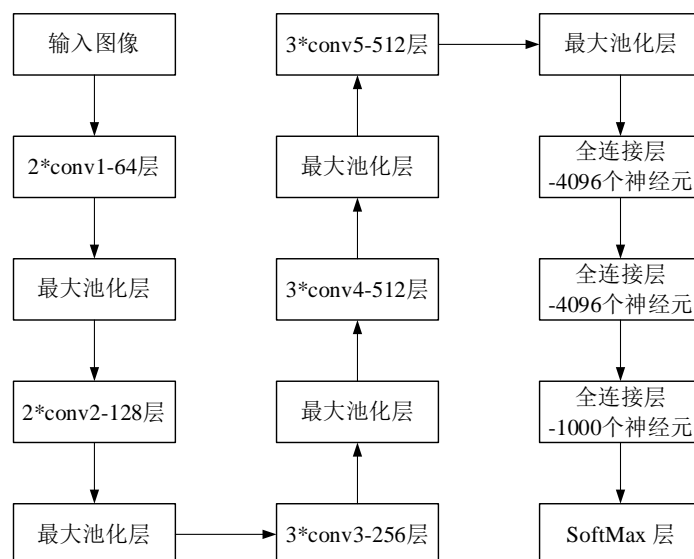 输入图像
2*conv1-64层
最大池化层
2*conv2-128层
最大池化层
3*conv3-256层
最大池化层
3*conv4-512层
最大池化层
3*conv5-512层
最大池化层
全连接层
-4096个神经元
全连接层
-4096个神经元
全连接层
-1000个神经元
SoftMax 层